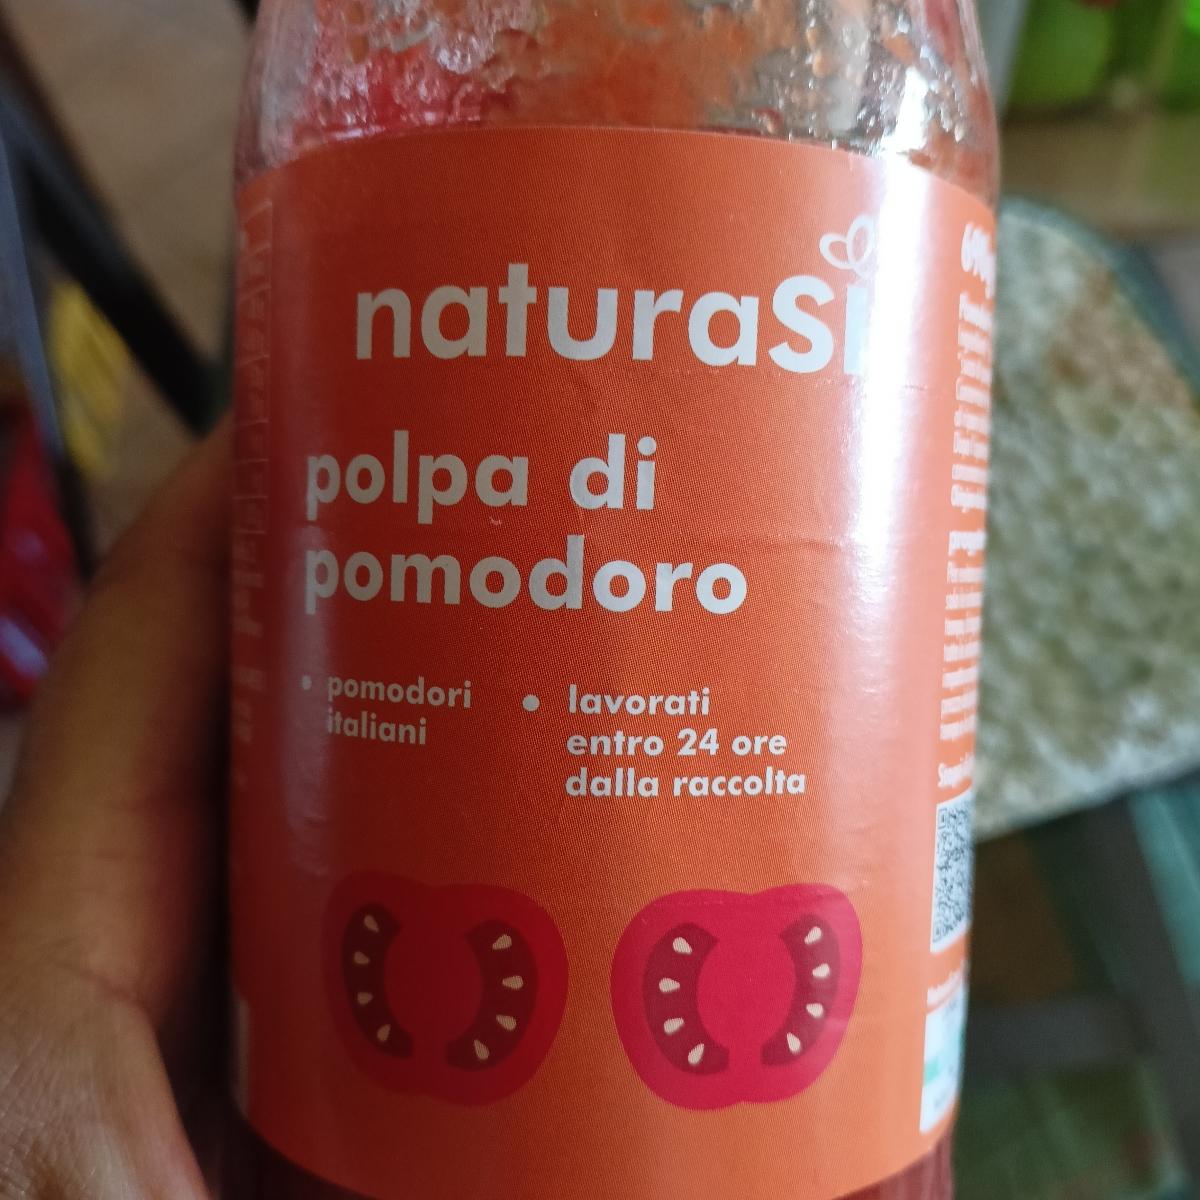 naturaSì
polpa di
pomodoro
• pomodori
italiani
• lavorati
entro 24 ore
dalla raccolta